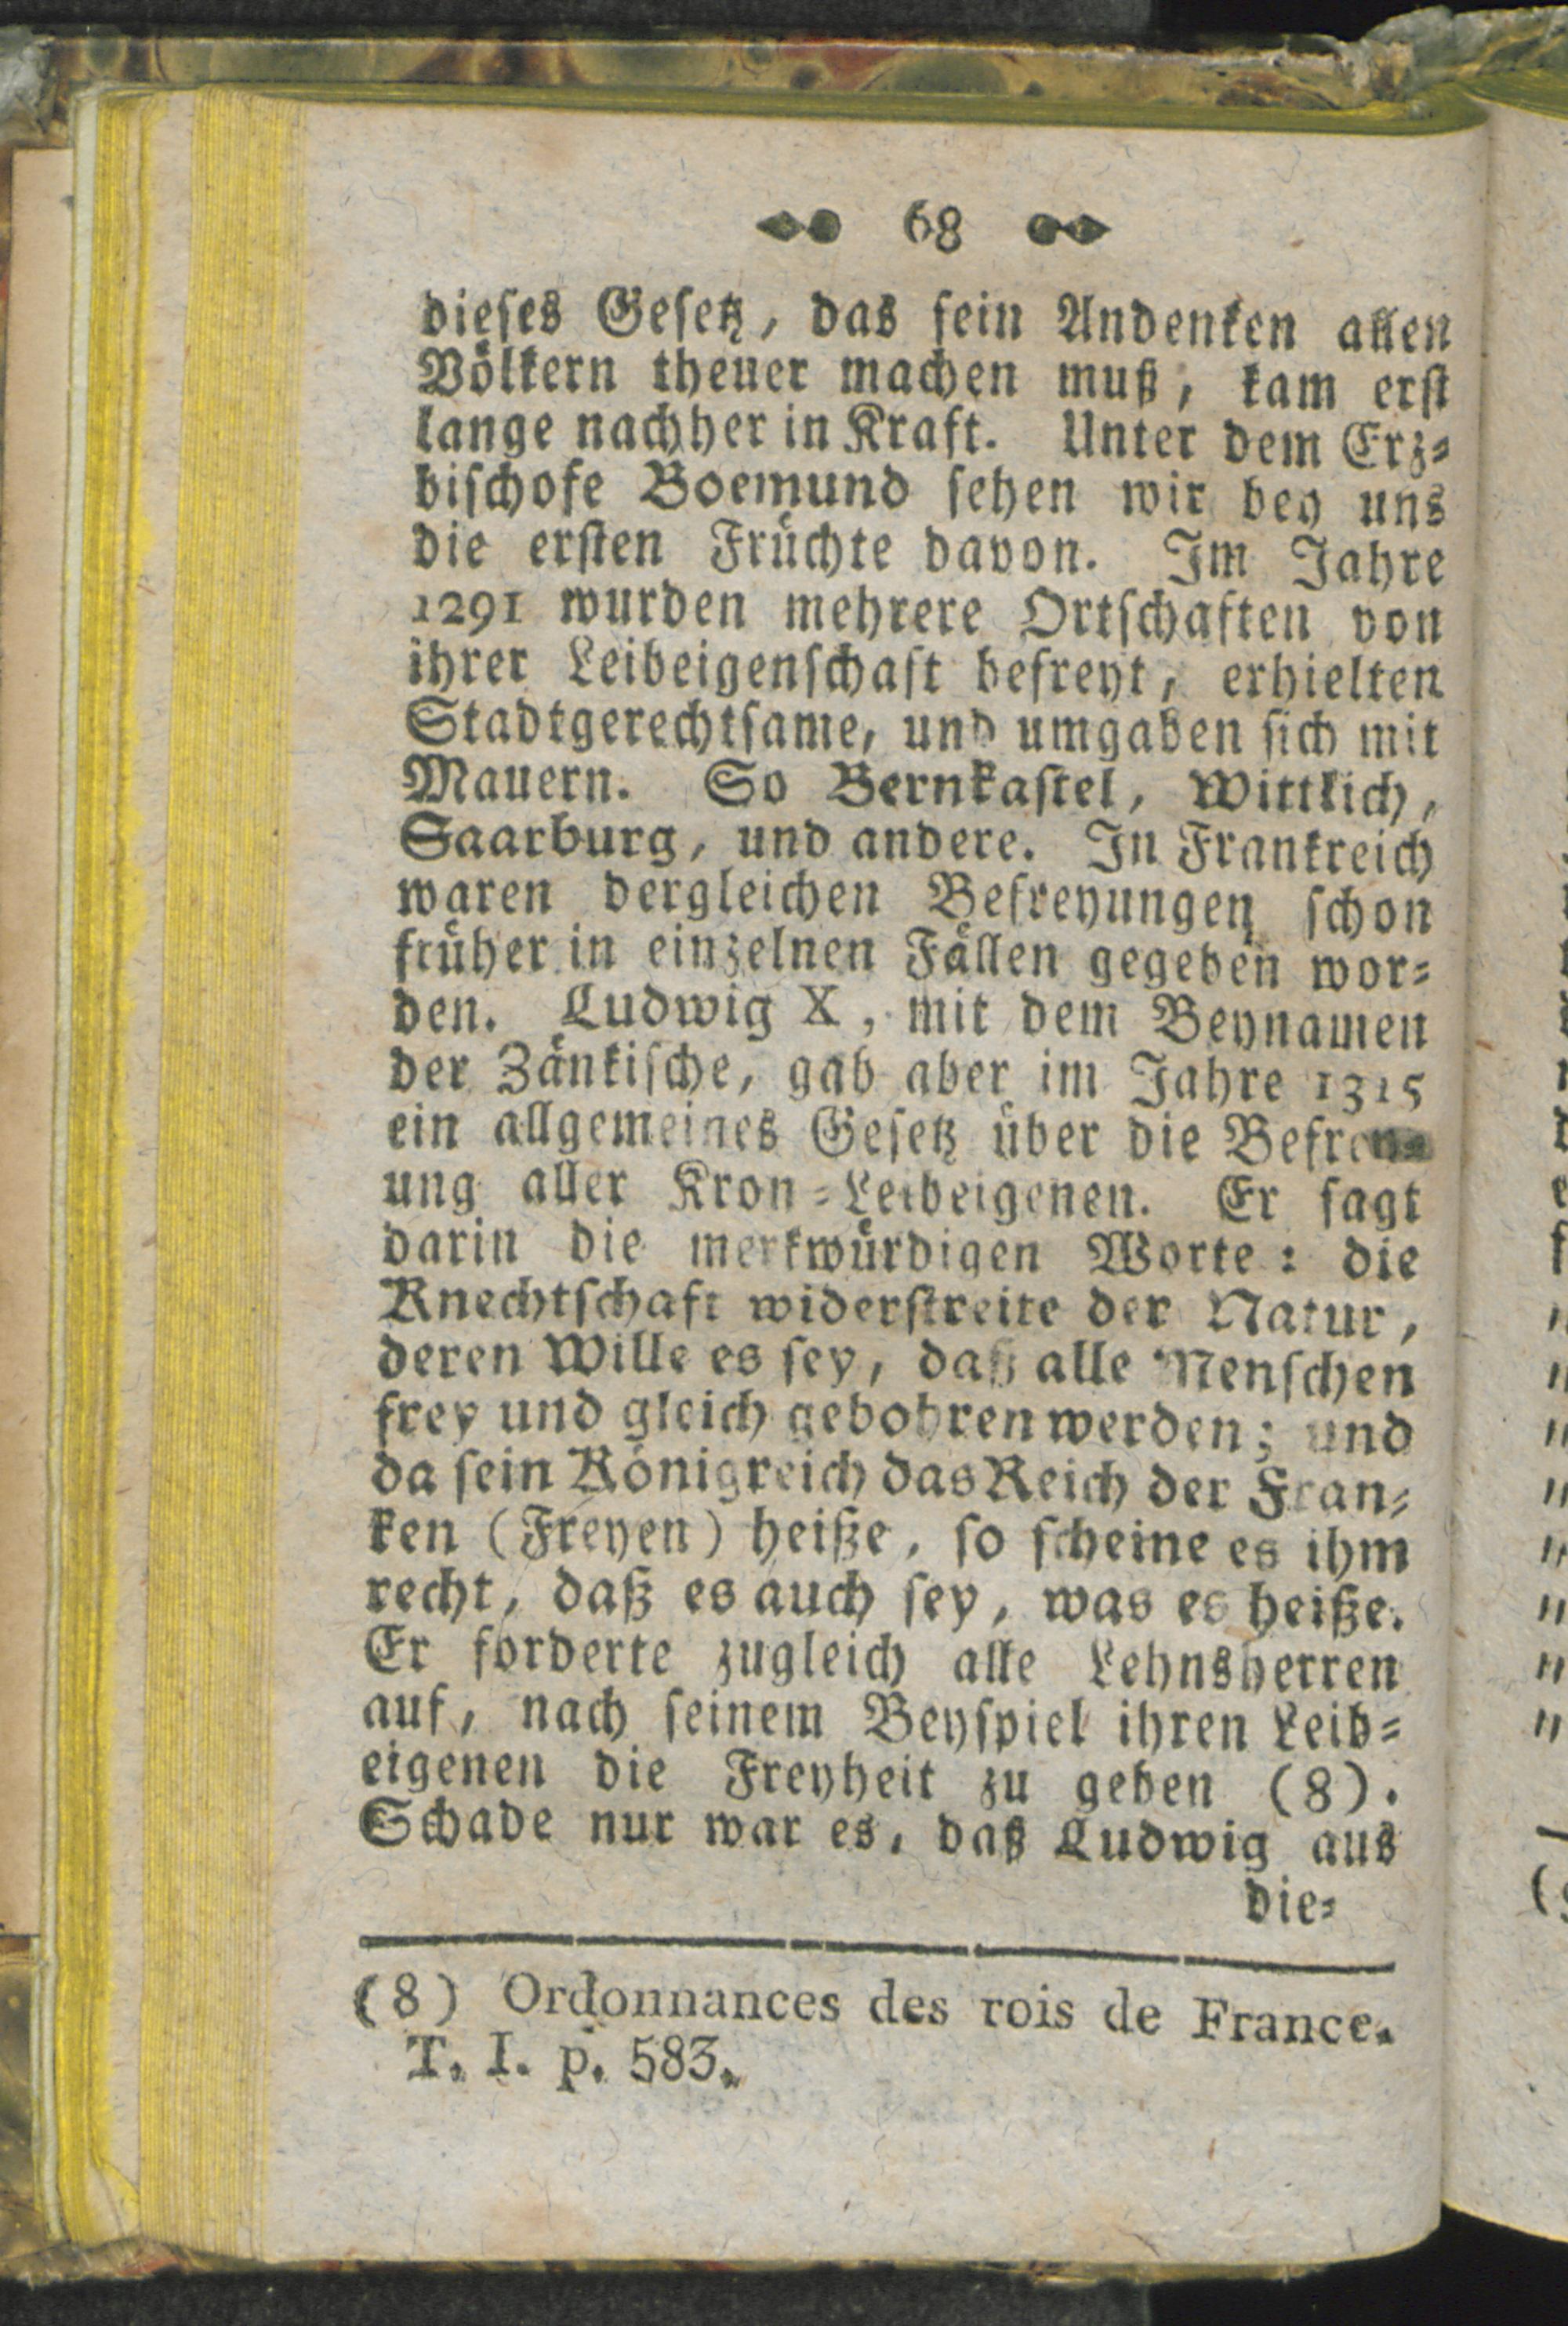 68
dieses Gesetz, das sein Andenken allen
Völkern theuer machen muß, kam erst
lange nachher in Kraft. Unter dem Erz=
bischofe Boemund sehen wir bey uns
die ersten Früchte davon. Im Jahre
1291 wurden mehrere Ortschaften von
ihrer Leibeigenschaft befreyt, erhielten
Stadtgerechtsame, und umgaben sich mit
Mauern. So Bernkastel, Wittlich,
Saarburg, und andere. In Frankreich
waren dergleichen Befreyungen schon
früher in einzelnen Fällen gegeben wor=
den. Ludwig X, mit dem Beynamen
der Zänkische, gab aber im Jahre 1315
ein allgemeines Gesetz über die Befrey=
ung aller Kron=Leibeigenen. Er sagt
darin die merkwürdigen Worte: die
Knechtschaft widerstreite der Natur,
deren Wille es sey, daß alle Menschen
frey und gleich gebohren werden; und
da sein Königreich das Reich der Fran=
ken (Freyen) heiße, so scheine es ihm
recht, daß es auch sey, was es heiße.
Er forderte zugleich alle Lehnsherren
auf, nach seinem Beyspiel ihren Leib=
eigenen die Freyheit zu geben (8).
Schade nur war es, daß Ludwig aus
die=
(8) Ordonnances des rois de France.
T. I. p. 583.